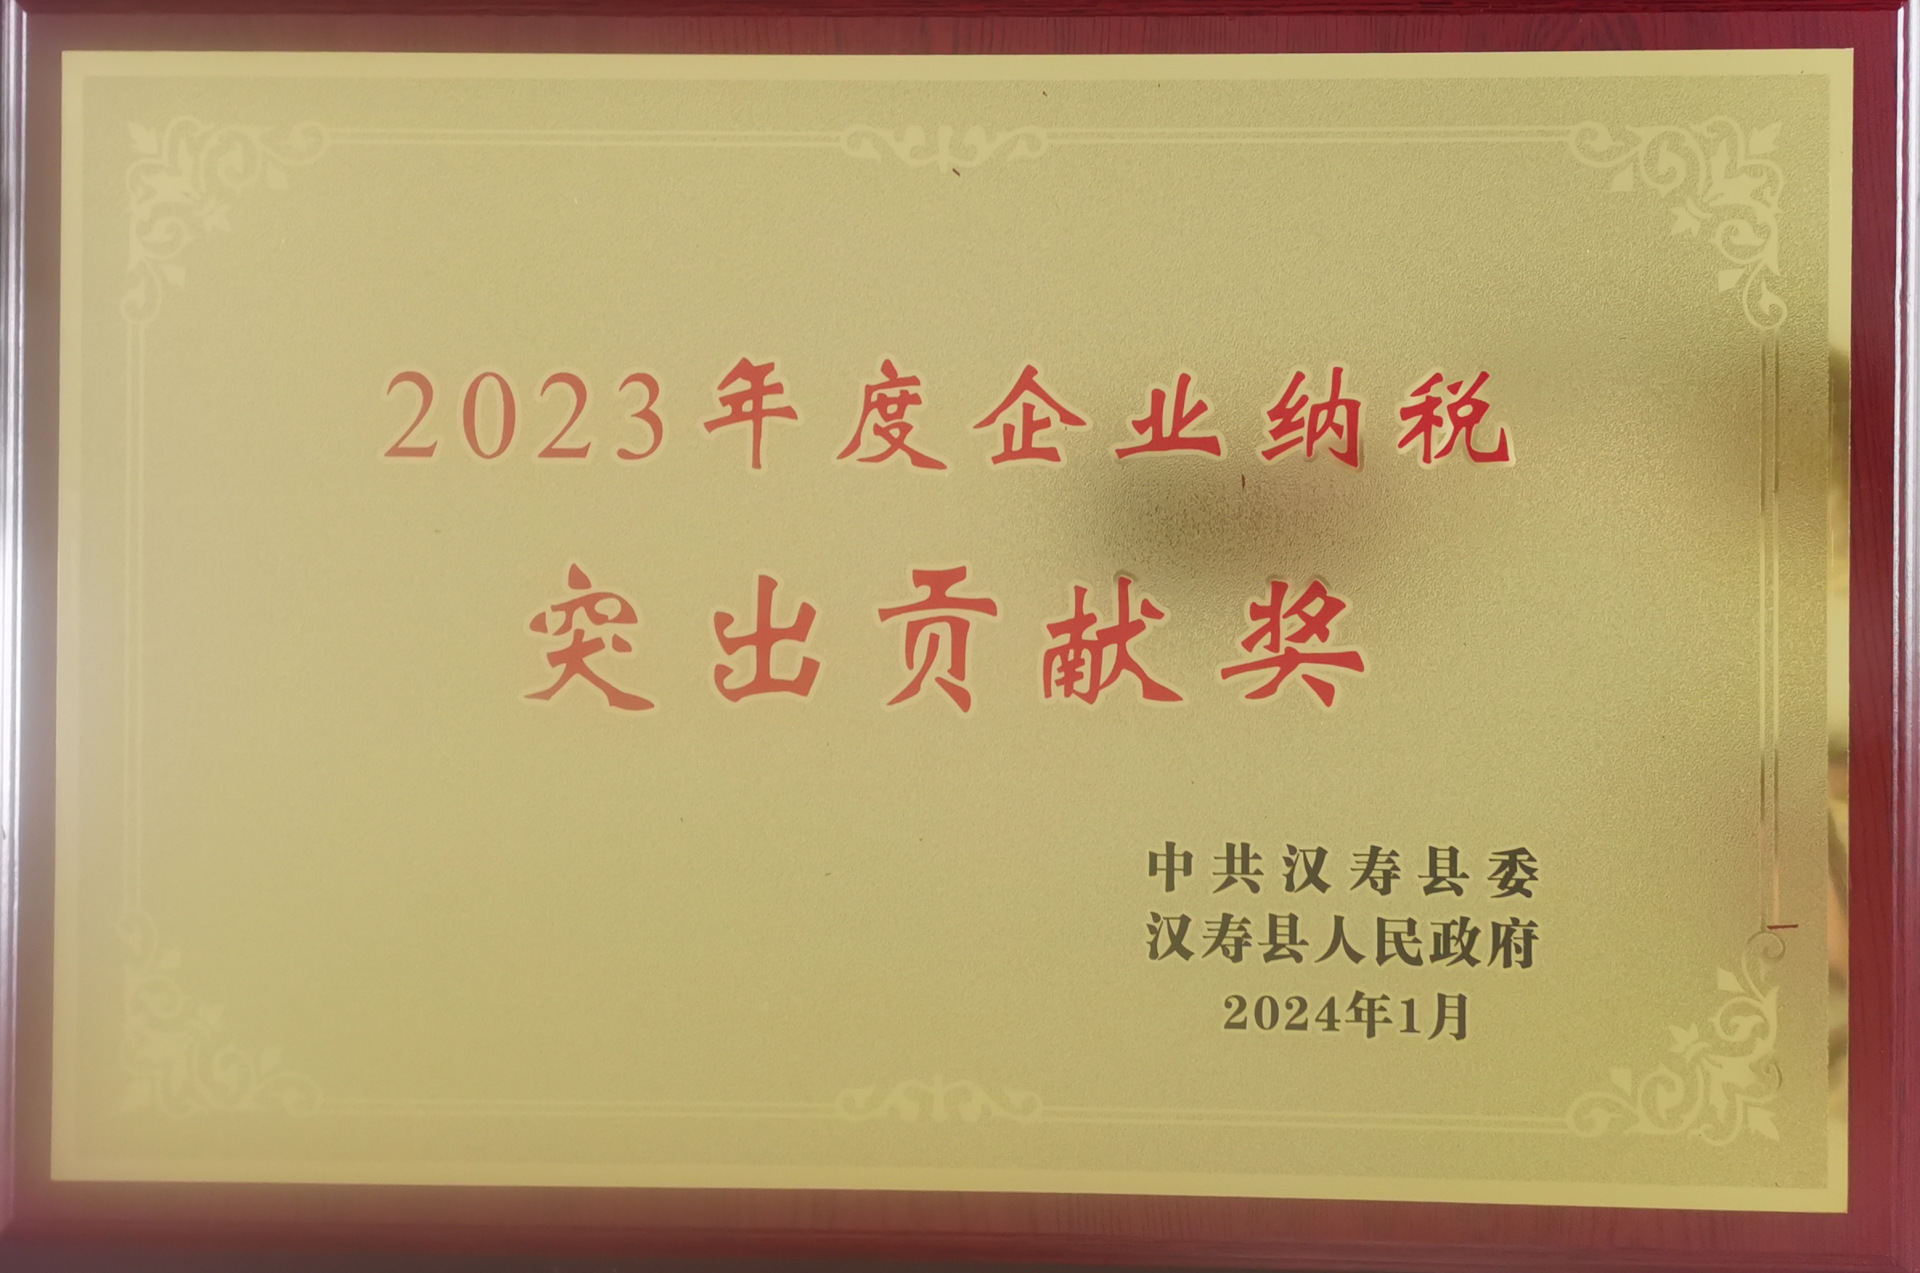 2023年度企业纳税
突出贡献奖
中共汉寿县委
汉寿县人民政府
2024年1月